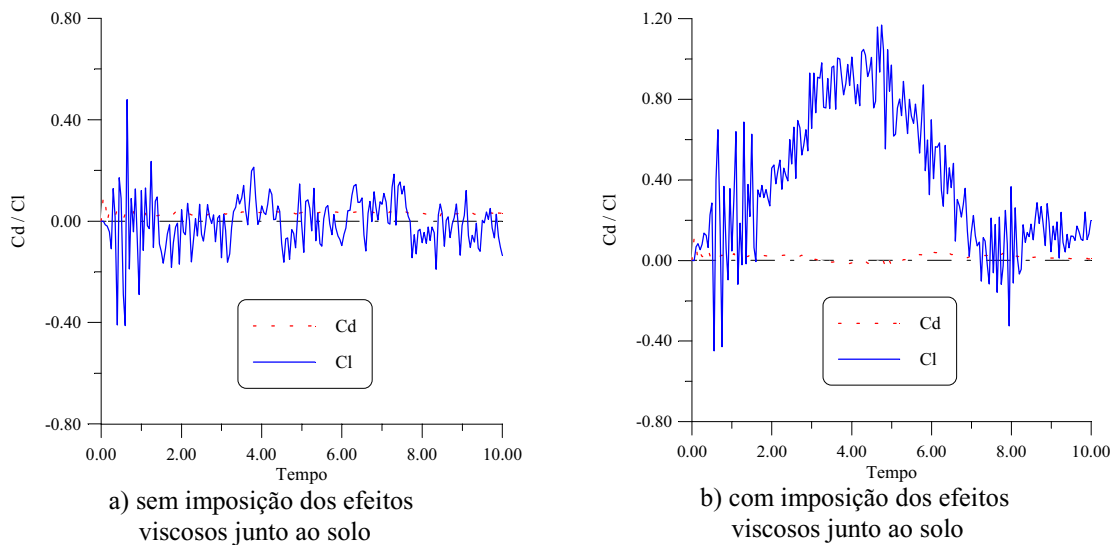 0.80
0.40
0.00
-0.40
-0.80
Cd / Cl
0.00 2.00 4.00 6.00 8.00 10.00
Tempo
Cd
Cl
a) sem imposição dos efeitos
viscosos junto ao solo
1.20
0.80
0.40
0.00
-0.40
-0.80
Cd / Cl
0.00 2.00 4.00 6.00 8.00 10.00
Tempo
Cd
Cl
b) com imposição dos efeitos
viscosos junto ao solo